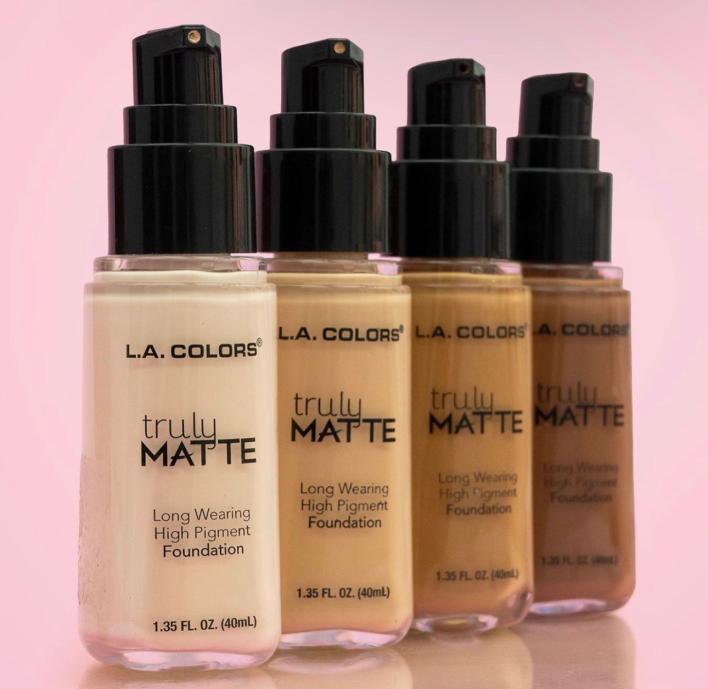 L.A. COLORS®
truly
MATTE
Long Wearing
High Pigment
Foundation
1.35 FL. OZ. (40mL)
L.A. COLORS®
truly
MATTE
Long Wearing
High Pigment
Foundation
1.35 FL. OZ. (40mL)
L.A. COLORS®
truly
MATTE
Long Wearing
High Pigment
Foundation
1.35 FL. OZ. (40mL)
L.A. COLORS®
truly
MATTE
Long Wearing
High Pigment
Foundation
1.35 FL. OZ. (40mL)